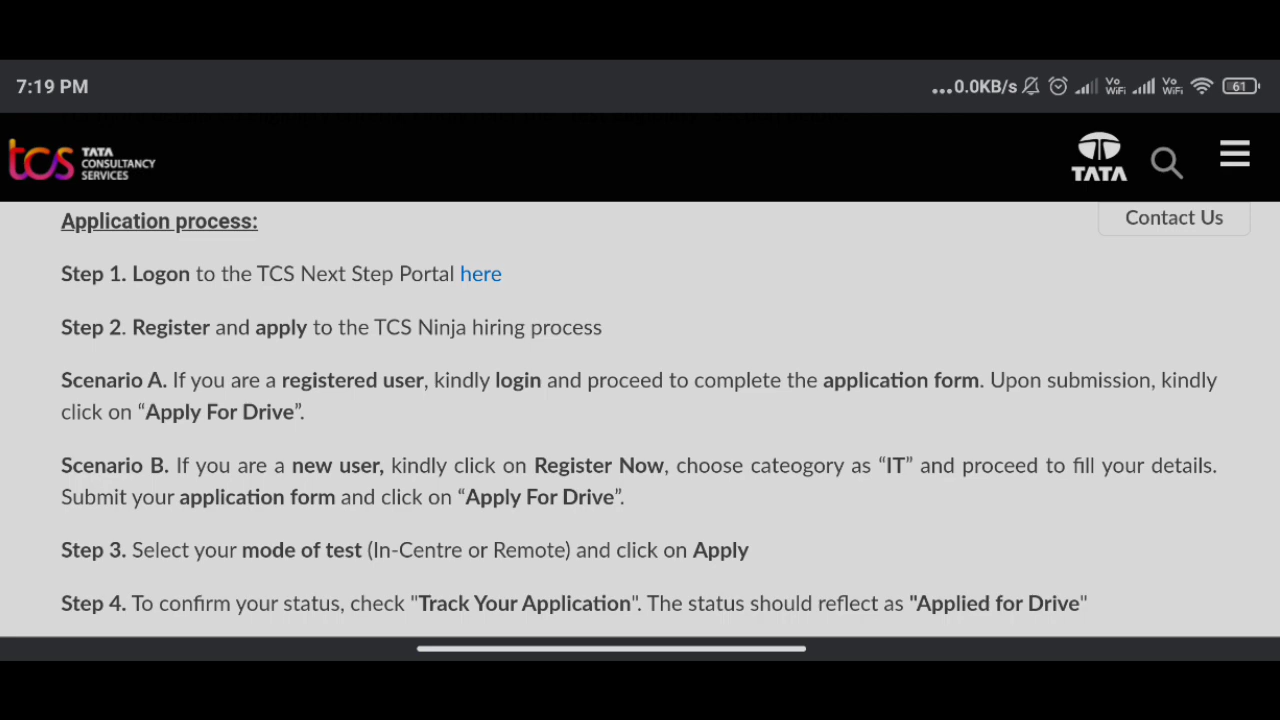 7:19 PM
...0.0KB/s Vo WiFi Vo WiFi 61
tcs TATA CONSULTANCY SERVICES
TATA
Application process:
Contact Us
Step 1. Logon to the TCS Next Step Portal here
Step 2. Register and apply to the TCS Ninja hiring process
Scenario A. If you are a registered user, kindly login and proceed to complete the application form. Upon submission, kindly
click on “Apply For Drive”.
Scenario B. If you are a new user, kindly click on Register Now, choose cateogory as “IT” and proceed to fill your details.
Submit your application form and click on “Apply For Drive”.
Step 3. Select your mode of test (In-Centre or Remote) and click on Apply
Step 4. To confirm your status, check "Track Your Application". The status should reflect as "Applied for Drive"